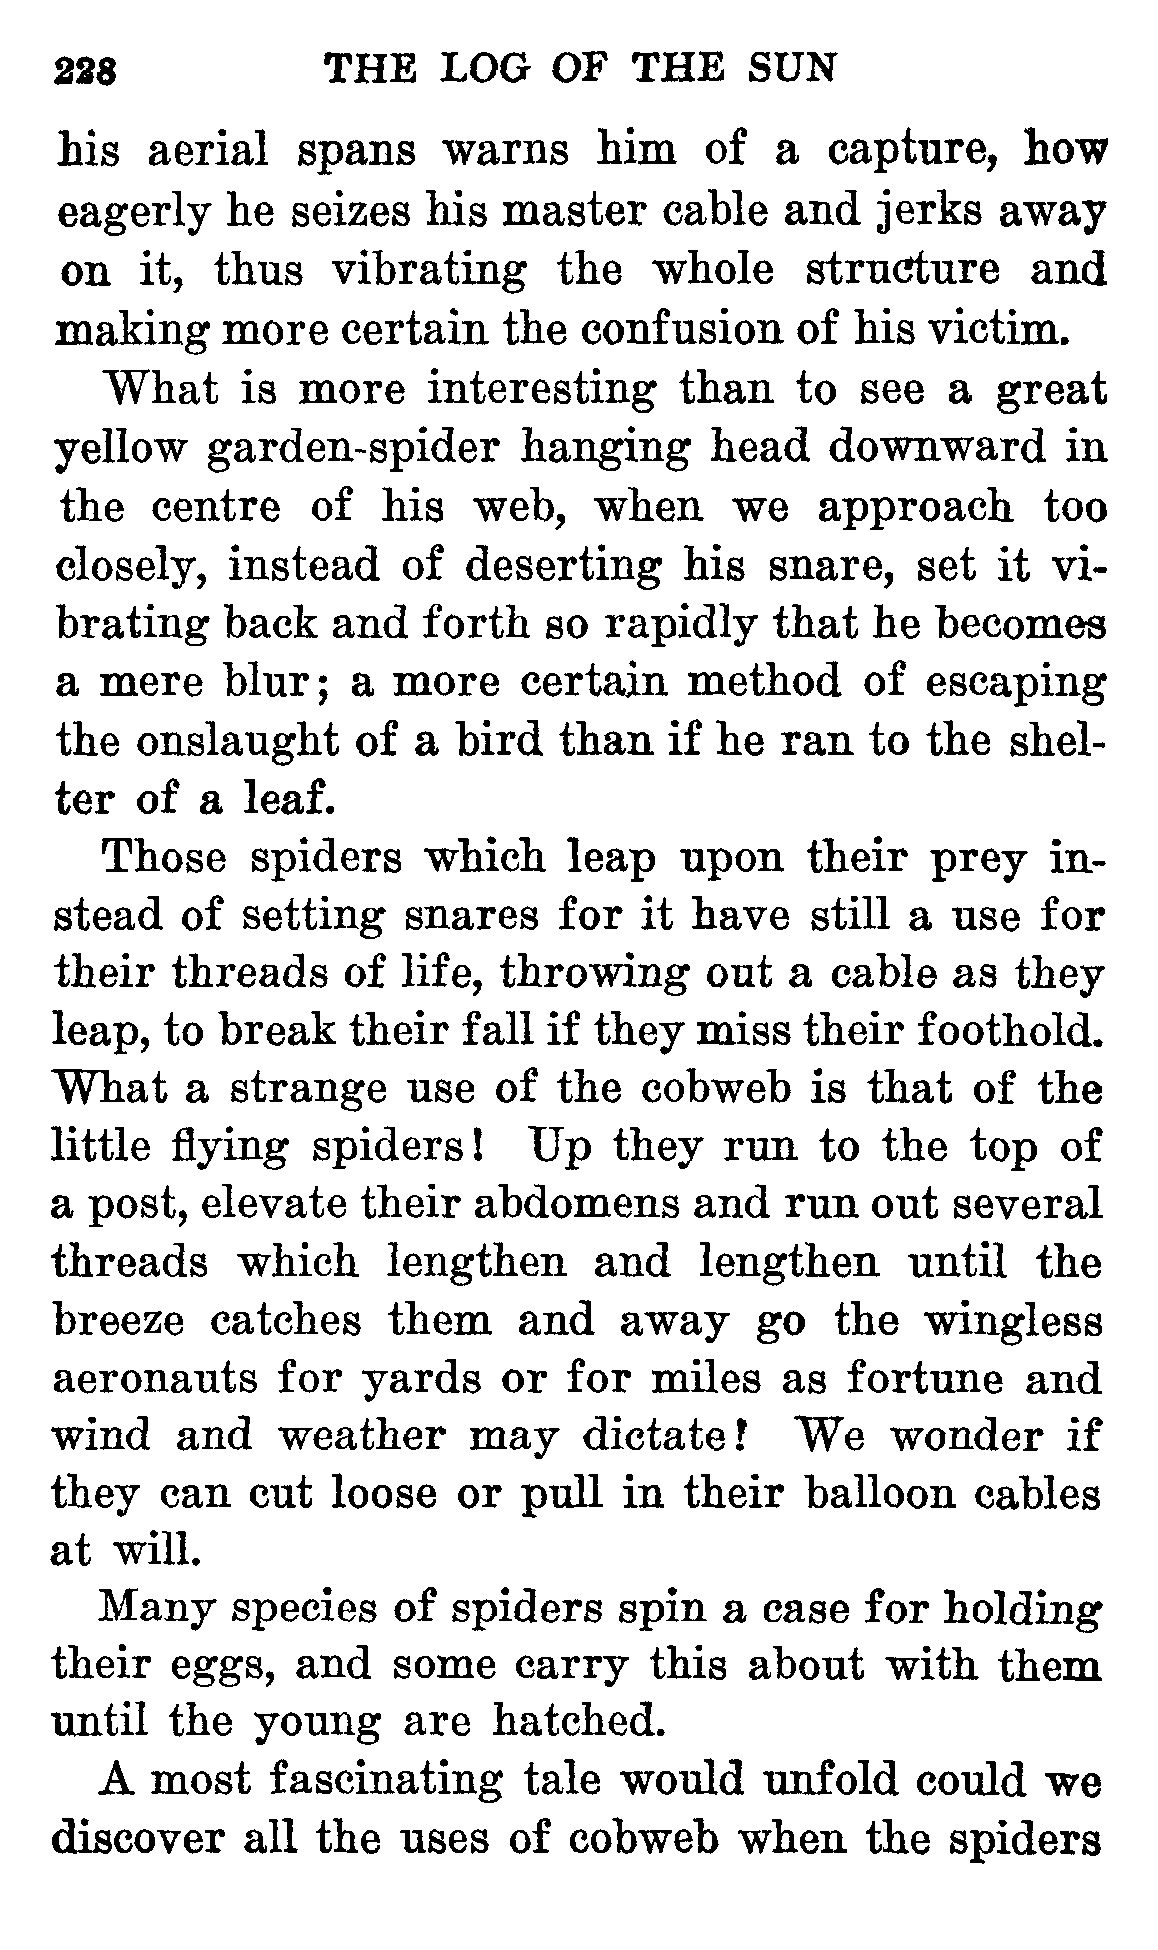 228 THE LOG OF THE SUN
his aerial spans warns him of a capture, how
eagerly he seizes his master cable and jerks away
on it, thus vibrating the whole structure and
making more certain the confusion of his victim.
What is more interesting than to see a great
yellow garden-spider hanging head downward in
the centre of his web, when we approach too
closely, instead of deserting his snare, set it vi-
brating back and forth so rapidly that he becomes
a mere blur; a more certain method of escaping
the onslaught of a bird than if he ran to the shel-
ter of a leaf.
Those spiders which leap upon their prey in-
stead of setting snares for it have still a use for
their threads of life, throwing out a cable as they
leap, to break their fall if they miss their foothold.
What a strange use of the cobweb is that of the
little flying spiders! Up they run to the top of
a post, elevate their abdomens and run out several
threads which lengthen and lengthen until the
breeze catches them and away go the wingless
aeronauts for yards or for miles as fortune and
wind and weather may dictate! We wonder if
they can cut loose or pull in their balloon cables
at will.
Many species of spiders spin a case for holding
their eggs, and some carry this about with them
until the young are hatched.
A most fascinating tale would unfold could we
discover all the uses of cobweb when the spiders